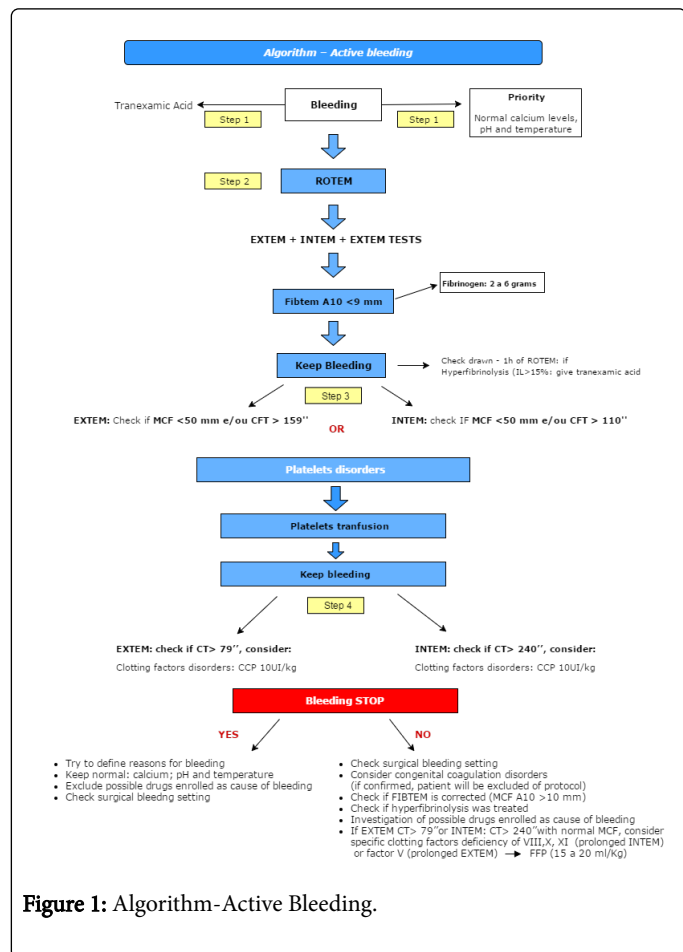 Algorithm – Active bleeding
Tranexamic Acid
Bleeding
Priority
Normal calcium levels,
pH and temperature
Step 1
Step 1
Step 2
ROTEM
EXTEM + INTEM + EXTEM TESTS
Fibtem A10 <9 mm
Fibrinogen: 2 a 6 grams
Keep Bleeding
Check drawn - 1h of ROTEM: if
Hyperfibrinolysis (IL>15%: give tranexamic acid
Step 3
EXTEM: Check if MCF <50 mm e/ou CFT > 159''
OR
INTEM: check IF MCF <50 mm e/ou CFT > 110''
Platelets disorders
Platelets tranfusion
Keep bleeding
Step 4
EXTEM: check if CT> 79'', consider:
Clotting factors disorders: CCP 10UI/kg
INTEM: check if CT> 240'', consider:
Clotting factors disorders: CCP 10UI/kg
Bleeding STOP
YES
NO
• Try to define reasons for bleeding
• Keep normal: calcium; pH and temperature
• Exclude possible drugs enrolled as cause of bleeding
• Check surgical bleedng setting
• Check surgical bleeding setting
• Consider congenital coagulation disorders
(if confirmed, patient will be excluded of protocol)
• Check if FIBTEM is corrected (MCF A10 >10 mm)
• Check if hyperfibrinolysis was treated
• Investigation of possible drugs enrolled as cause of bleeding
• If EXTEM CT> 79''or INTEM: CT> 240''with normal MCF, consider
specific clotting factors deficiency of VIII,X, XI (prolonged INTEM)
or factor V (prolonged EXTEM) → FFP (15 a 20 ml/Kg)
Figure 1: Algorithm-Active Bleeding.